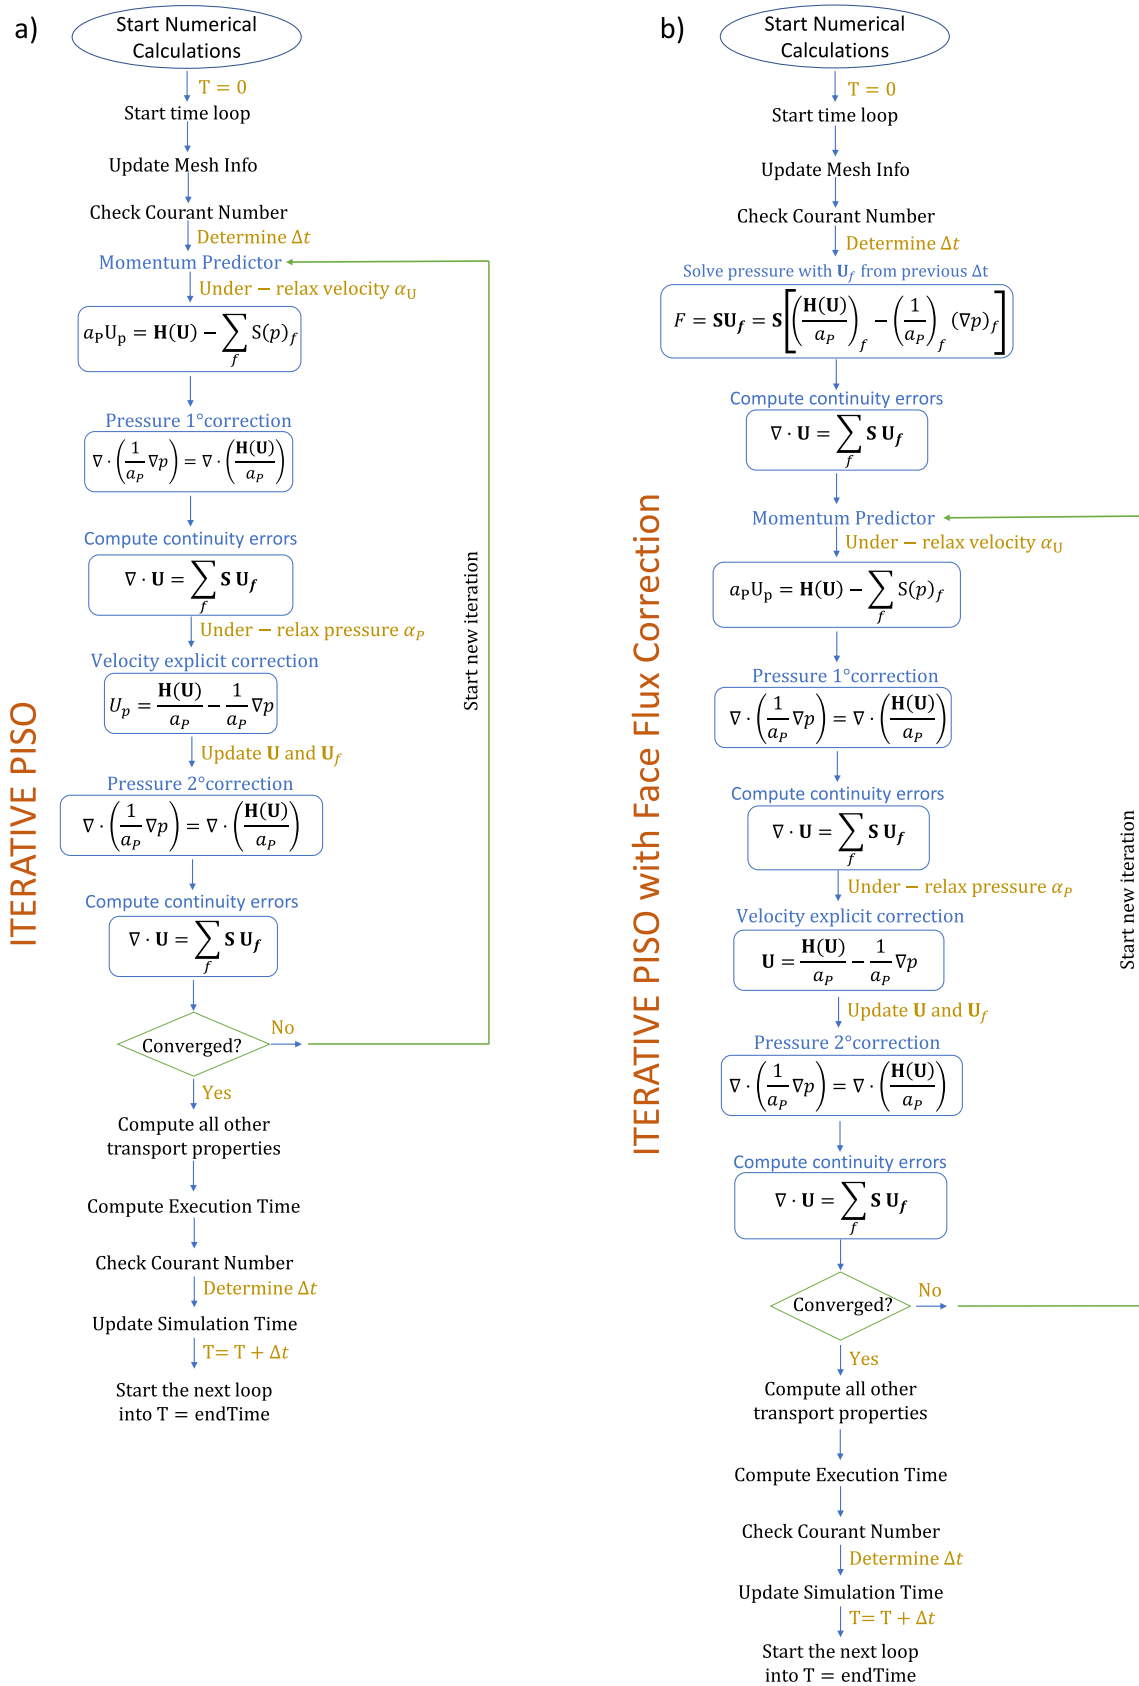 a)
Start Numerical
Calculations
T = 0
Start time loop
Update Mesh Info
Check Courant Number
Determine Δt
Momentum Predictor
Under − relax velocity α_U
a_P U_p = H(U) − ∑_f S(p)_f
Pressure 1°correction
∇ · (1/a_P ∇p) = ∇ · (H(U)/a_P)
Compute continuity errors
∇ · U = ∑_f S U_f
Under − relax pressure α_P
Velocity explicit correction
U_p = H(U)/a_P − 1/a_P ∇p
Update U and U_f
Pressure 2°correction
∇ · (1/a_P ∇p) = ∇ · (H(U)/a_P)
Compute continuity errors
∇ · U = ∑_f S U_f
Converged?
No
Start new iteration
Yes
Compute all other
transport properties
Compute Execution Time
Check Courant Number
Determine Δt
Update Simulation Time
T= T + Δt
Start the next loop
into T = endTime
ITERATIVE PISO
b)
Start Numerical
Calculations
T = 0
Start time loop
Update Mesh Info
Check Courant Number
Determine Δt
Solve pressure with U_f from previous Δt
F = SU_f = S[(H(U)/a_P)_f − (1/a_P)_f (∇p)_f]
Compute continuity errors
∇ · U = ∑_f S U_f
Momentum Predictor
Under − relax velocity α_U
a_P U_p = H(U) − ∑_f S(p)_f
Pressure 1°correction
∇ · (1/a_P ∇p) = ∇ · (H(U)/a_P)
Compute continuity errors
∇ · U = ∑_f S U_f
Under − relax pressure α_P
Velocity explicit correction
U = H(U)/a_P − 1/a_P ∇p
Update U and U_f
Pressure 2°correction
∇ · (1/a_P ∇p) = ∇ · (H(U)/a_P)
Compute continuity errors
∇ · U = ∑_f S U_f
Converged?
No
Start new iteration
Yes
Compute all other
transport properties
Compute Execution Time
Check Courant Number
Determine Δt
Update Simulation Time
T= T + Δt
Start the next loop
into T = endTime
ITERATIVE PISO with Face Flux Correction